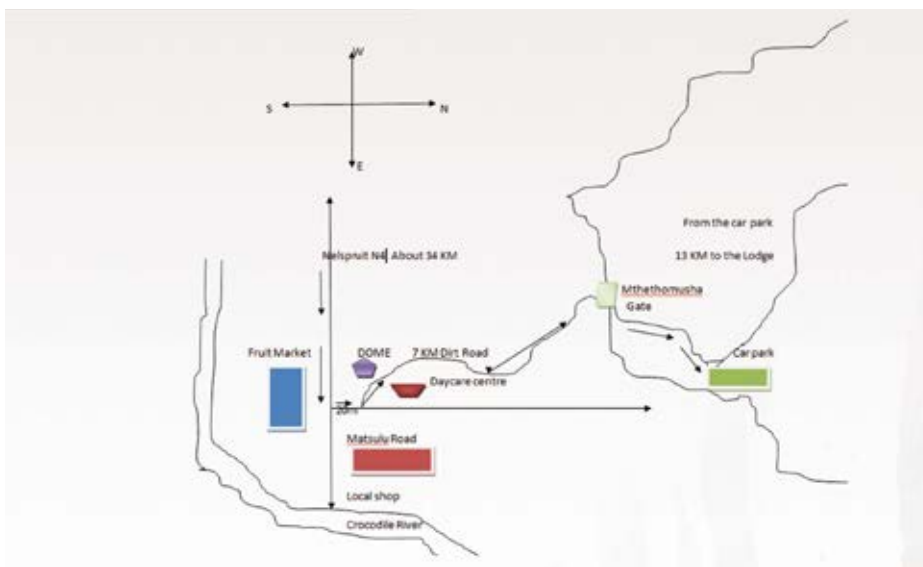 W
S
N
E
From the car park
Nelspruit N4 About 34 KM
13 KM to the Lodge
Mthethomusha
Gate
Fruit Market
DOME
7 KM Dirt Road
Car park
Daycare centre
20m
Matsulu Road
Local shop
Crocodile River